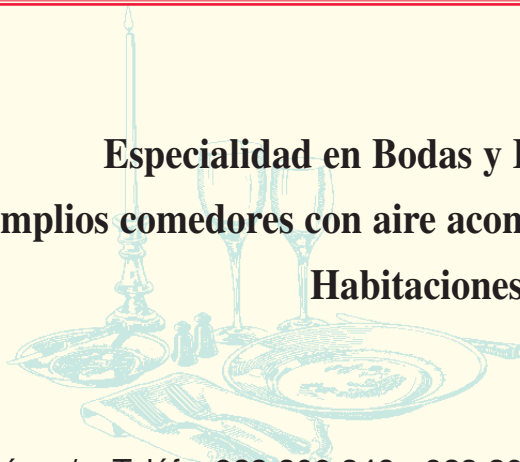 Especialidad en Bodas y
mplios comedores con aire acon
Habitaciones